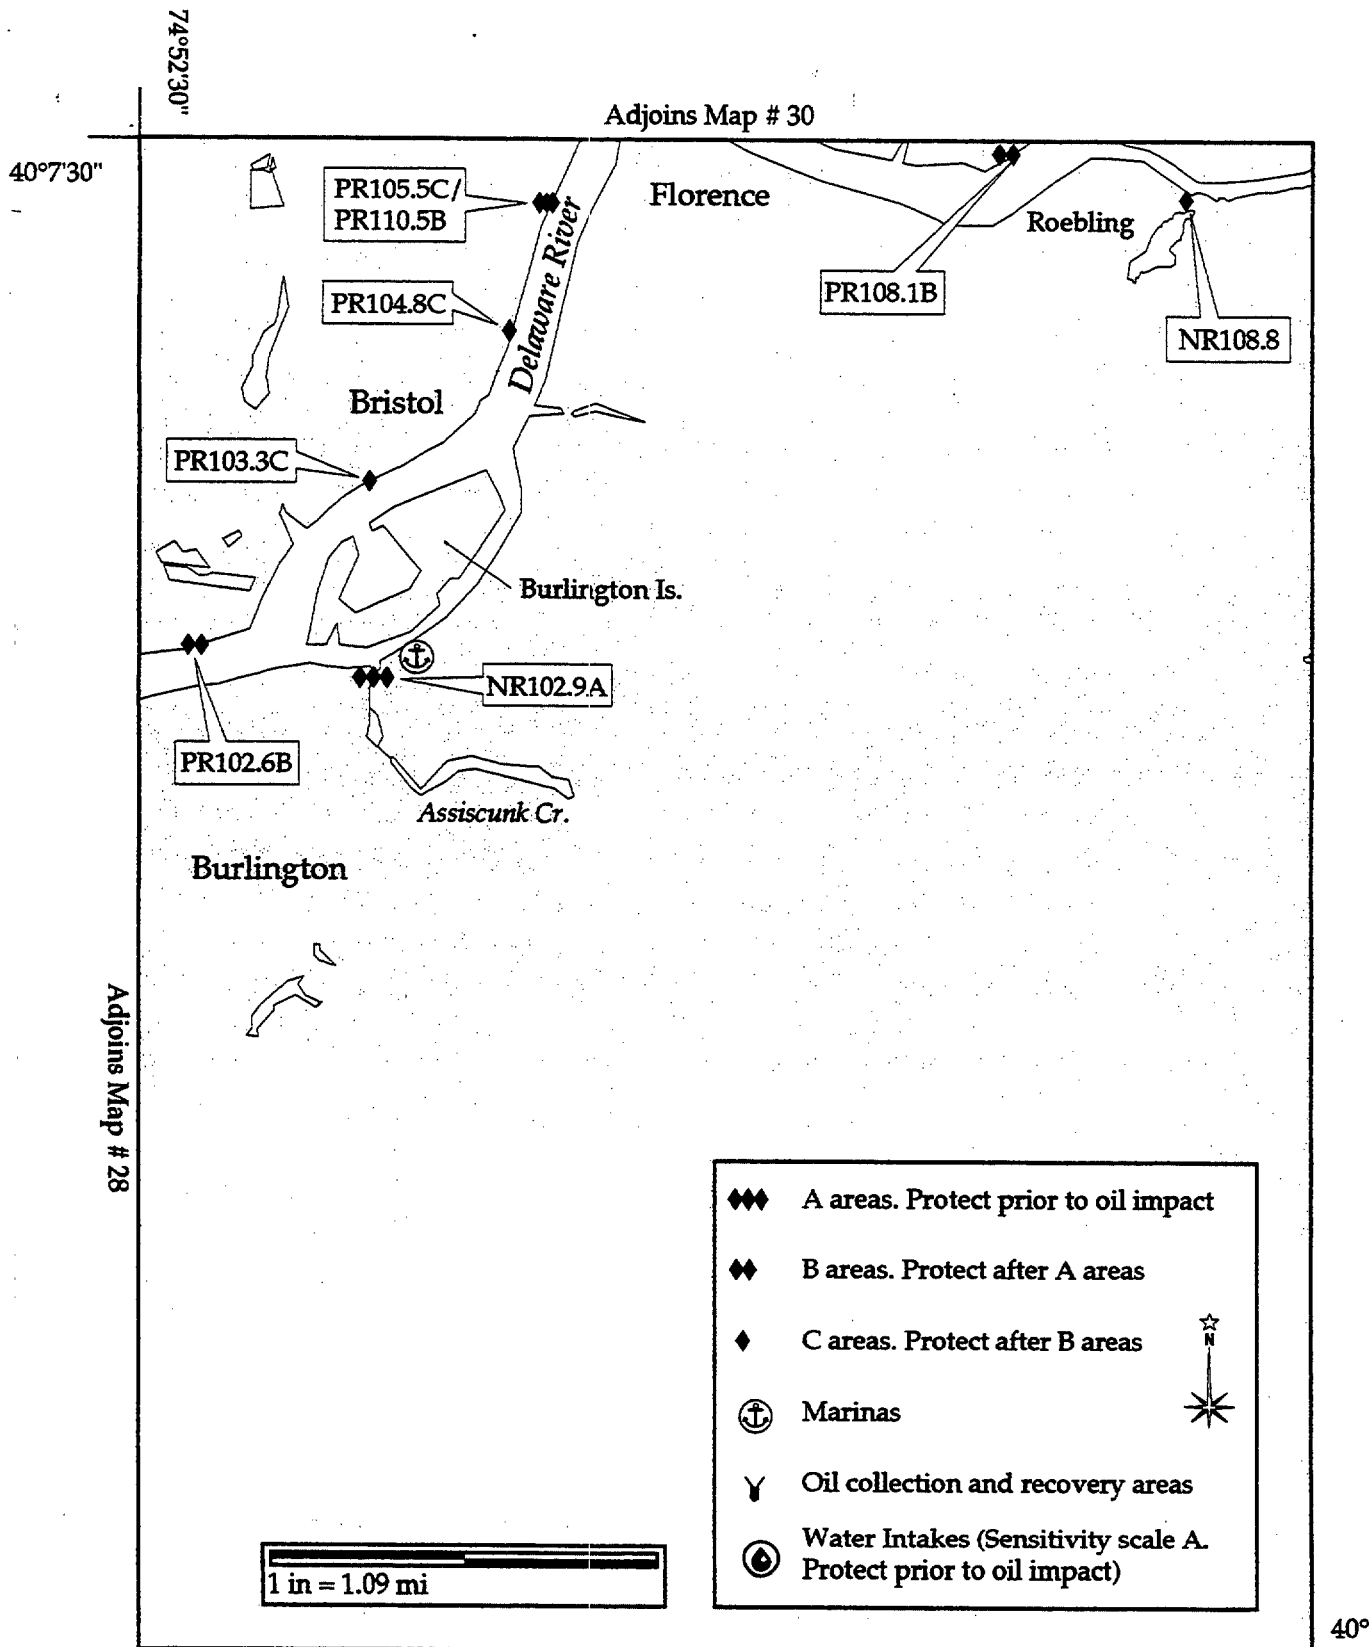 74°52'30"
Adjoins Map # 30
40°7'30"
PR105.5C/
PR110.5B
Florence
Roebling
PR108.1B
NR108.8
PR104.8C
Delaware River
Bristol
PR103.3C
Burlington Is.
NR102.9A
PR102.6B
Assiscunk Cr.
Burlington
Adjoins Map # 28
A areas. Protect prior to oil impact
B areas. Protect after A areas
C areas. Protect after B areas
N
Marinas
Oil collection and recovery areas
Water Intakes (Sensitivity scale A.
Protect prior to oil impact)
1 in = 1.09 mi
40°